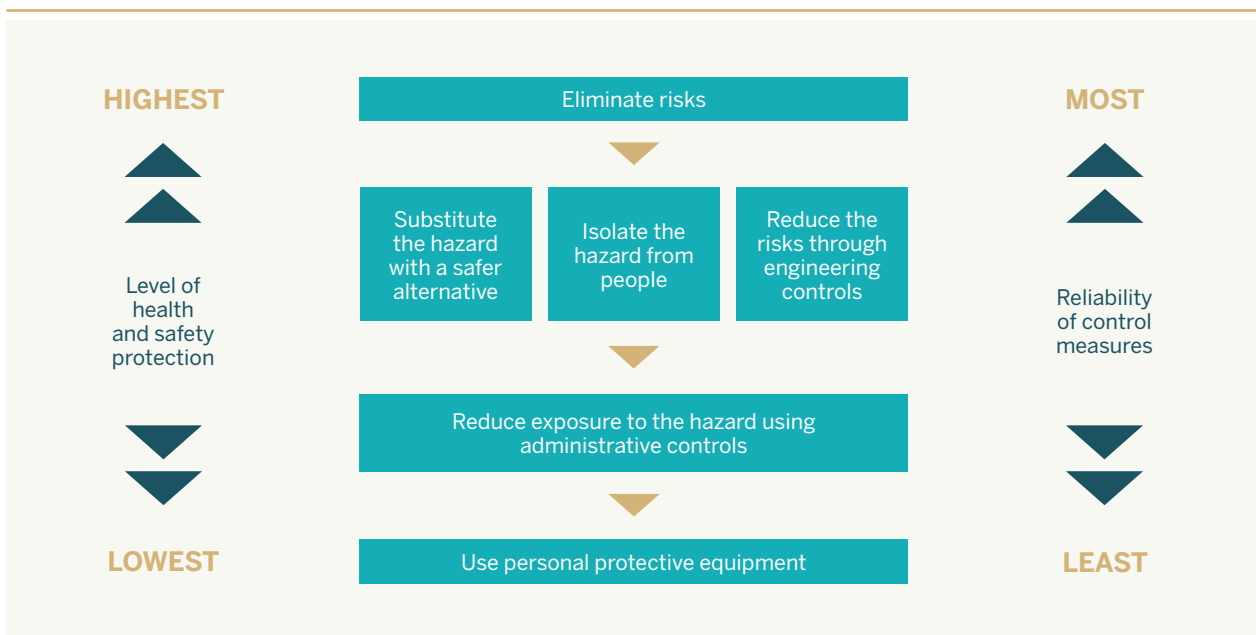 HIGHEST
Eliminate risks
MOST
Substitute
the hazard
with a safer
alternative
Isolate the
hazard from
people
Reduce the
risks through
engineering
controls
Level of
health
and safety
protection
Reliability
of control
measures
Reduce exposure to the hazard using
administrative controls
LOWEST
Use personal protective equipment
LEAST